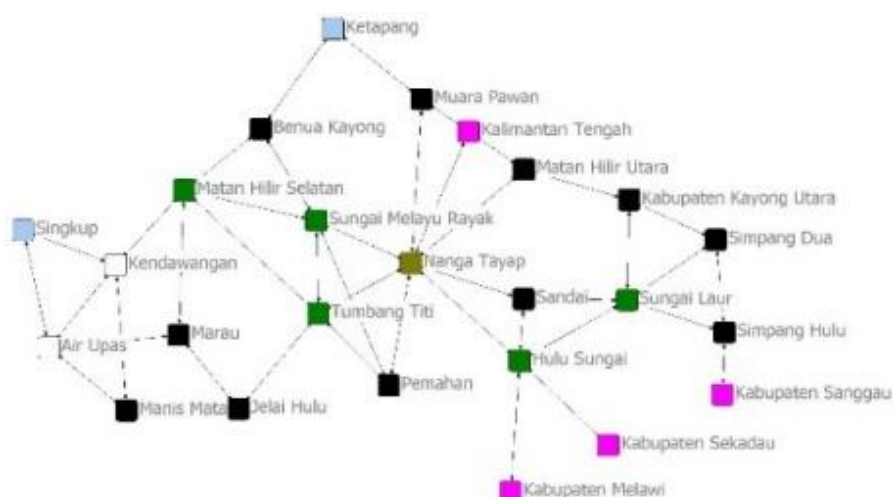 Ketapang
Muara Pawan
Benua Kayong
Kalimantan Tengah
Matan Hilir Utara
Matan Hilir Selatan
Kabupaten Kayong Utara
Sungai Melayu Rayak
Singkup
Simpang Dua
Kendawangan
Nanga Tayap
Sandai
Sungai Laur
Tumbang Titi
Simpang Hulu
Air Upas
Marau
Hulu Sungai
Pemahan
Kabupaten Sanggau
Manis Mata
Jelai Hulu
Kabupaten Sekadau
Kabupaten Melawi